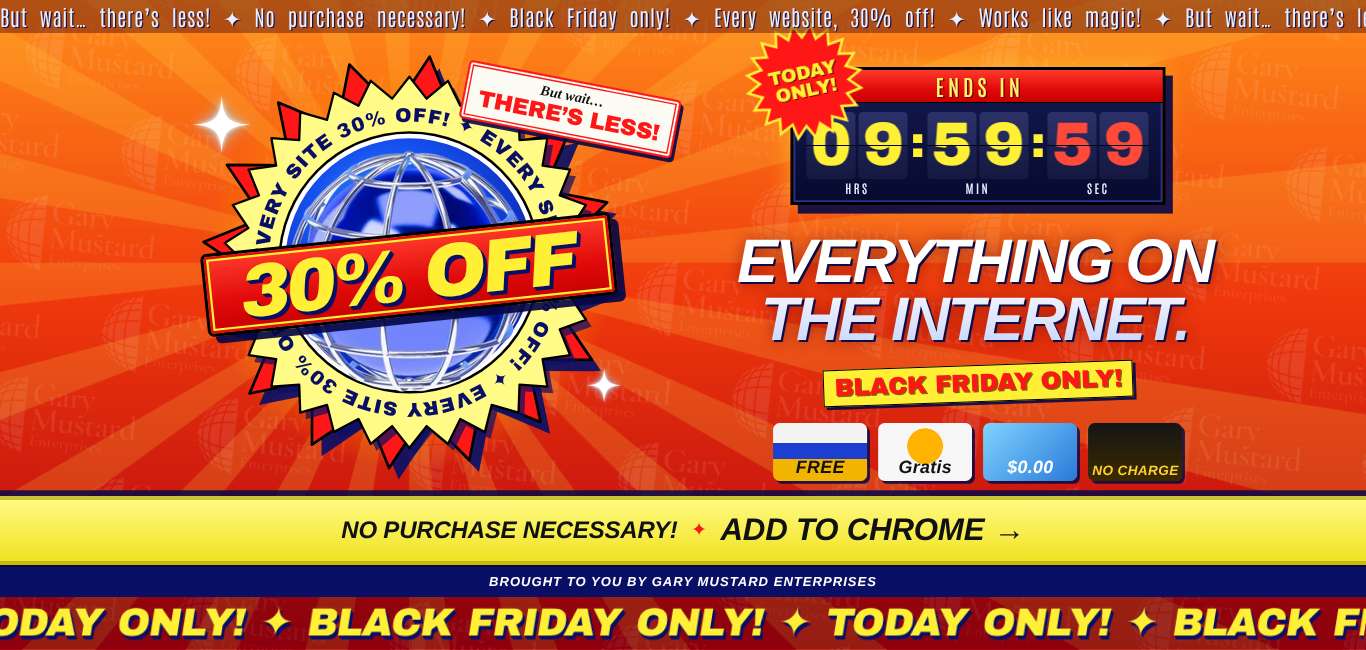 But wait… there’s less! ✦ No purchase necessary! ✦ Black Friday only! ✦ Every website, 30% off! ✦ Works like magic! ✦ But wait… there’s
TODAY
ONLY!
ENDS IN
09:59:59
HRS MIN SEC
But wait…
THERE’S LESS!
EVERY SITE 30% OFF! ✦ EVERY
30% OFF
OFF! ✦ EVERY SITE 30%
EVERYTHING ON
THE INTERNET.
BLACK FRIDAY ONLY!
FREE
Gratis
$0.00
NO CHARGE
NO PURCHASE NECESSARY! ✦ ADD TO CHROME →
BROUGHT TO YOU BY GARY MUSTARD ENTERPRISES
ODAY ONLY! ✦ BLACK FRIDAY ONLY! ✦ TODAY ONLY! ✦ BLACK
Gary
Mustard
Enterprises